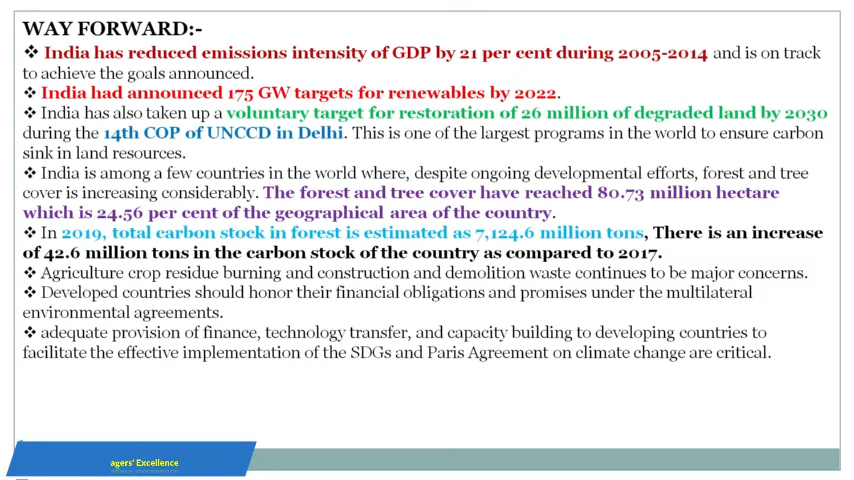 WAY FORWARD:-
❖ India has reduced emissions intensity of GDP by 21 per cent during 2005-2014 and is on track
to achieve the goals announced.
❖ India had announced 175 GW targets for renewables by 2022.
❖ India has also taken up a voluntary target for restoration of 26 million of degraded land by 2030
during the 14th COP of UNCCD in Delhi. This is one of the largest programs in the world to ensure carbon
sink in land resources.
❖ India is among a few countries in the world where, despite ongoing developmental efforts, forest and tree
cover is increasing considerably. The forest and tree cover have reached 80.73 million hectare
which is 24.56 per cent of the geographical area of the country.
❖ In 2019, total carbon stock in forest is estimated as 7,124.6 million tons, There is an increase
of 42.6 million tons in the carbon stock of the country as compared to 2017.
❖ Agriculture crop residue burning and construction and demolition waste continues to be major concerns.
❖ Developed countries should honor their financial obligations and promises under the multilateral
environmental agreements.
❖ adequate provision of finance, technology transfer, and capacity building to developing countries to
facilitate the effective implementation of the SDGs and Paris Agreement on climate change are critical.
agers' Excellence